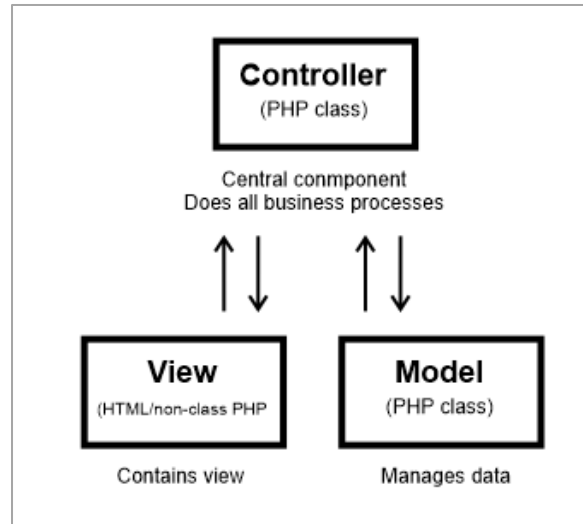 Controller
(PHP class)
Central conmponent
Does all business processes
View
(HTML/non-class PHP
Contains view
Model
(PHP class)
Manages data